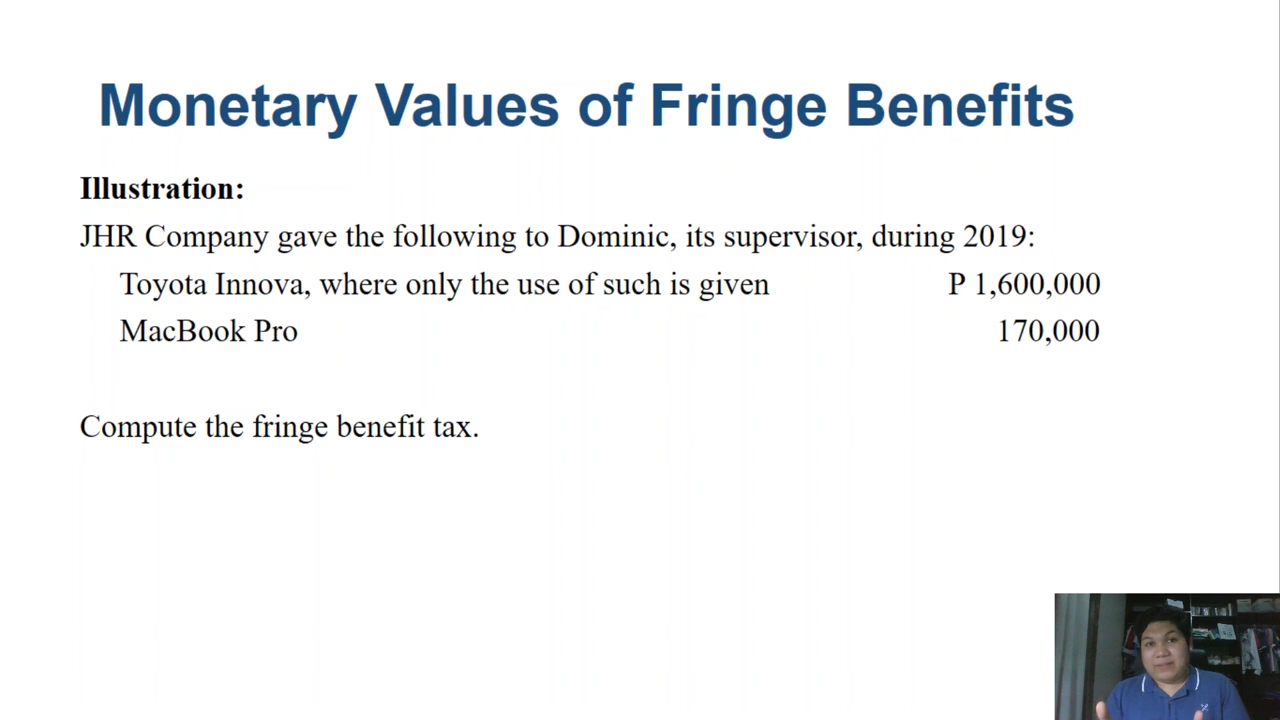 Monetary Values of Fringe Benefits
Illustration:
JHR Company gave the following to Dominic, its supervisor, during 2019:
Toyota Innova, where only the use of such is given P 1,600,000
MacBook Pro 170,000
Compute the fringe benefit tax.